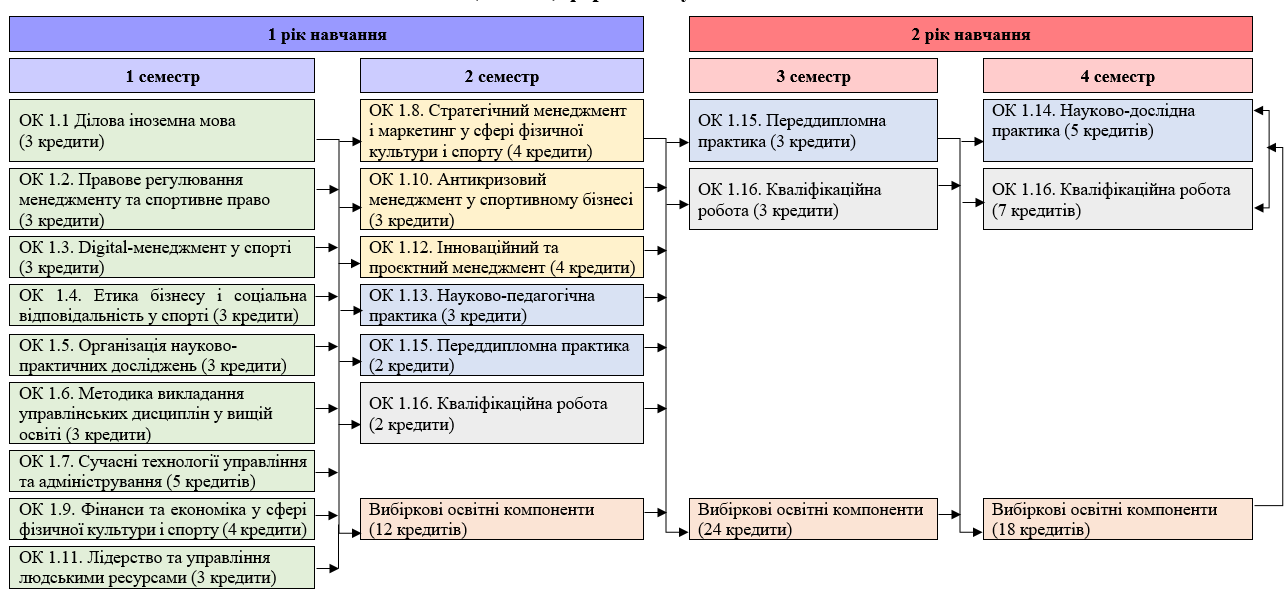 1 рік навчання
2 рік навчання
1 семестр
2 семестр
3 семестр
4 семестр
ОК 1.1 Ділова іноземна мова
(3 кредити)
ОК 1.2. Правове регулювання
менеджменту та спортивне право
(3 кредити)
ОК 1.3. Digital-менеджмент у спорті
(3 кредити)
ОК 1.4. Етика бізнесу і соціальна
відповідальність у спорті (3 кредити)
ОК 1.5. Організація науково-
практичних досліджень (3 кредити)
ОК 1.6. Методика викладання
управлінських дисциплін у вищій
освіті (3 кредити)
ОК 1.7. Сучасні технології управління
та адміністрування (5 кредитів)
ОК 1.9. Фінанси та економіка у сфері
фізичної культури і спорту (4 кредити)
ОК 1.11. Лідерство та управління
людськими ресурсами (3 кредити)
ОК 1.8. Стратегічний менеджмент
і маркетинг у сфері фізичної
культури і спорту (4 кредити)
ОК 1.10. Антикризовий
менеджмент у спортивному бізнесі
(3 кредити)
ОК 1.12. Інноваційний та
проєктний менеджмент (4 кредити)
ОК 1.13. Науково-педагогічна
практика (3 кредити)
ОК 1.15. Переддипломна практика
(2 кредити)
ОК 1.16. Кваліфікаційна робота
(2 кредити)
Вибіркові освітні компоненти
(12 кредитів)
ОК 1.15. Переддипломна
практика (3 кредити)
ОК 1.16. Кваліфікаційна
робота (3 кредити)
Вибіркові освітні компоненти
(24 кредити)
ОК 1.14. Науково-дослідна
практика (5 кредитів)
ОК 1.16. Кваліфікаційна робота
(7 кредитів)
Вибіркові освітні компоненти
(18 кредитів)